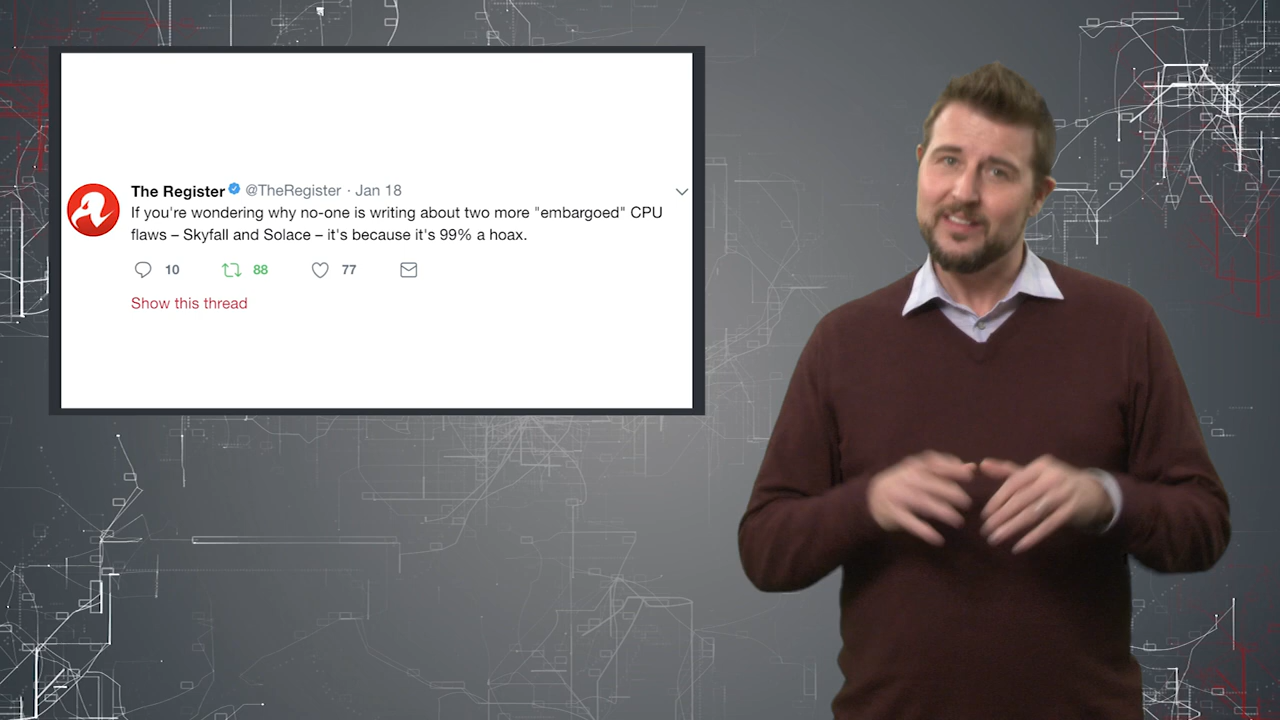 The Register @TheRegister · Jan 18
If you're wondering why no-one is writing about two more "embargoed" CPU
flaws – Skyfall and Solace – it's because it's 99% a hoax.
10 88 77
Show this thread